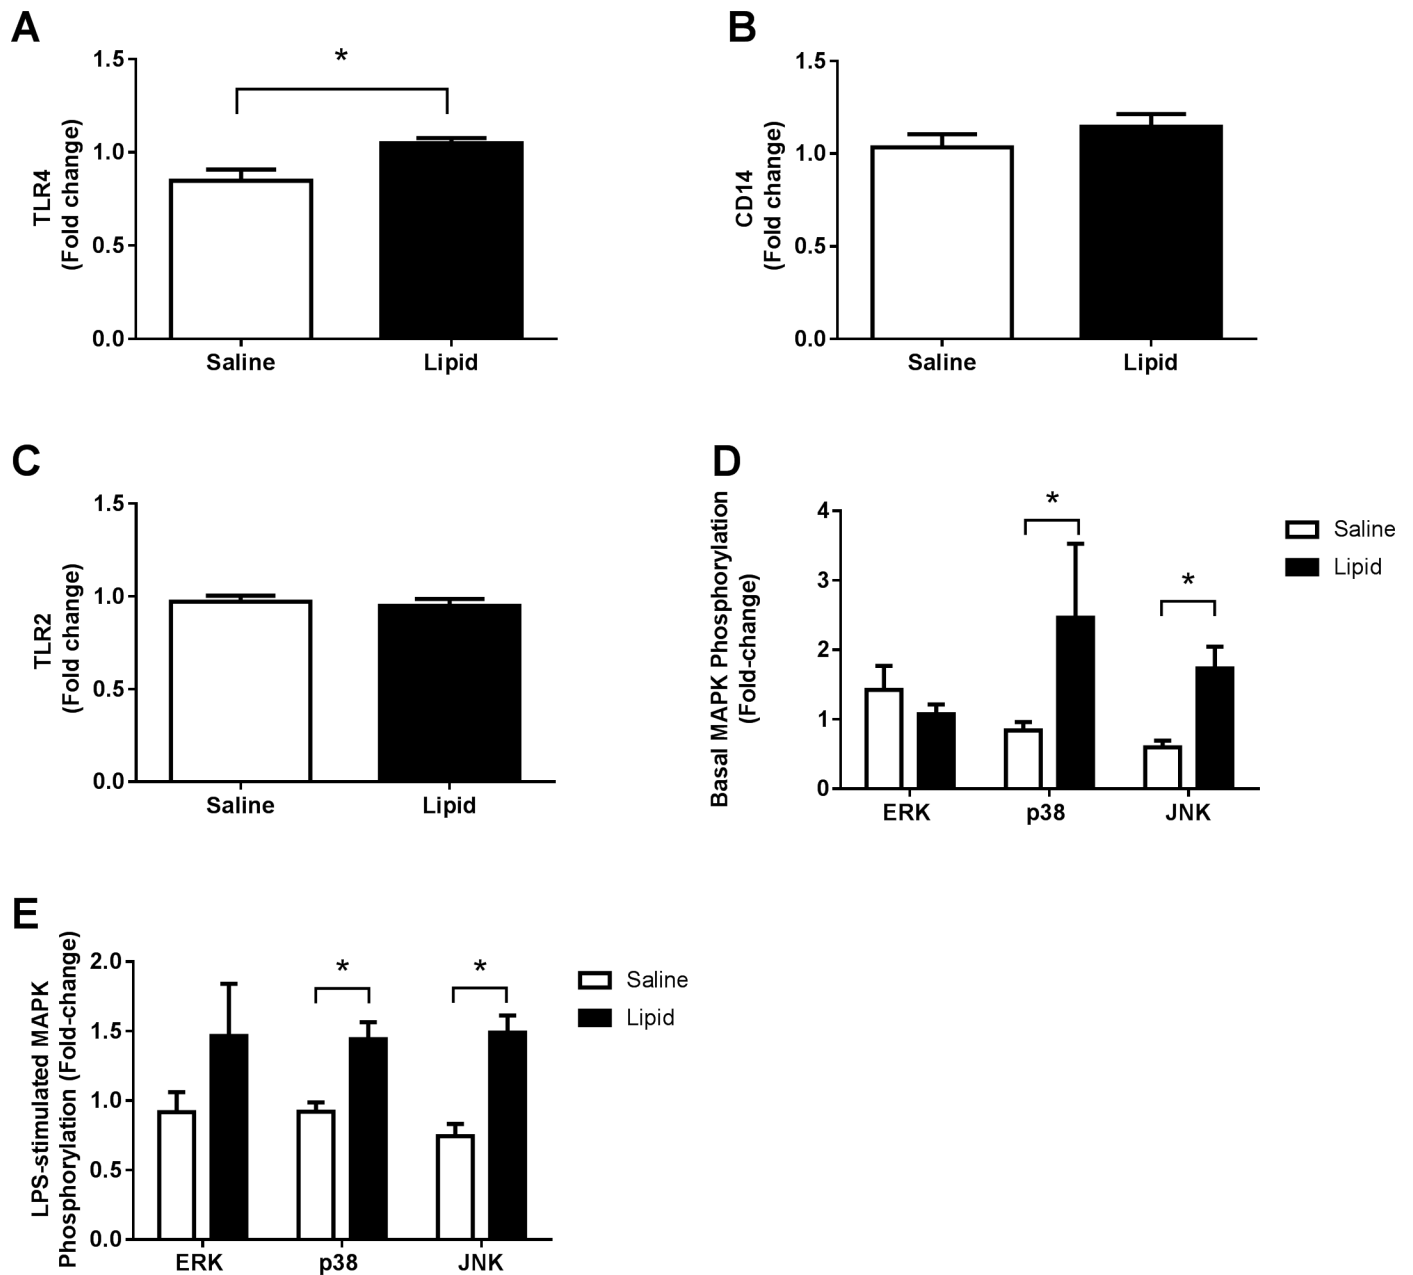 A
TLR4
(Fold change)
1.5
1.0
0.5
0.0
*
Saline
Lipid
B
CD14
(Fold change)
1.5
1.0
0.5
0.0
Saline
Lipid
C
TLR2
(Fold change)
1.5
1.0
0.5
0.0
Saline
Lipid
D
Basal MAPK Phosphorylation
(Fold-change)
4
3
2
1
0
*
*
ERK
p38
JNK
Saline
Lipid
E
LPS-stimulated MAPK
Phosphorylation (Fold-change)
2.0
1.5
1.0
0.5
0.0
*
*
ERK
p38
JNK
Saline
Lipid